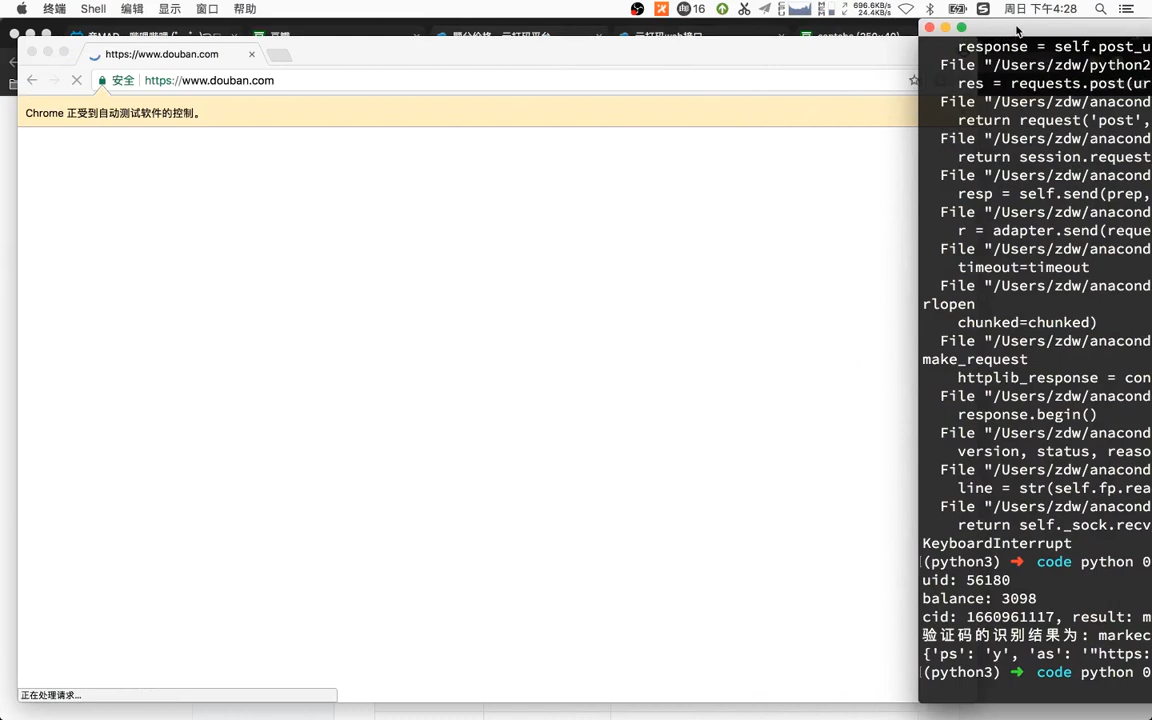 终端 Shell 编辑 显示 窗口 帮助
16
696.6KB/s
24.4KB/s
周日 下午4:28
https://www.douban.com
安全 https://www.douban.com
Chrome 正受到自动测试软件的控制。
正在处理请求...
response = self.post_u
File "/Users/zdw/python2
res = requests.post(ur
File "/Users/zdw/anacond
return request('post',
File "/Users/zdw/anacond
return session.request
File "/Users/zdw/anacond
resp = self.send(prep,
File "/Users/zdw/anacond
r = adapter.send(reque
File "/Users/zdw/anacond
timeout=timeout
File "/Users/zdw/anacond
rlopen
chunked=chunked)
File "/Users/zdw/anacond
make_request
httplib_response = con
File "/Users/zdw/anacond
response.begin()
File "/Users/zdw/anacond
version, status, reaso
File "/Users/zdw/anacond
line = str(self.fp.rea
File "/Users/zdw/anacond
return self._sock.recv
KeyboardInterrupt
(python3) ➜ code python 0
uid: 56180
balance: 3098
cid: 1660961117, result: m
验证码的识别结果为: markec
{'ps': 'y', 'as': '"https:
(python3) ➜ code python 0